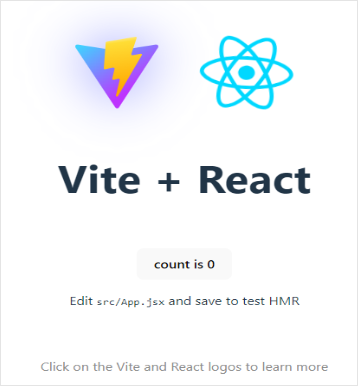 Vite + React
count is 0
Edit src/App.jsx and save to test HMR
Click on the Vite and React logos to learn more